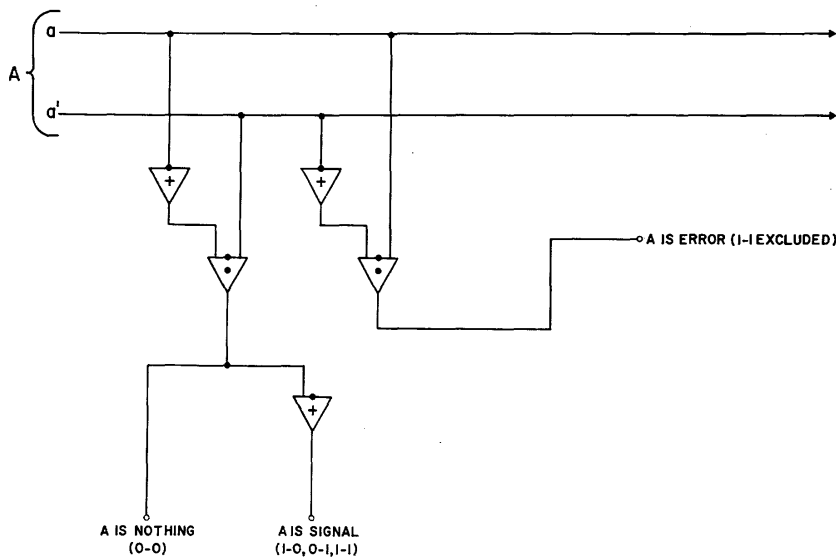 a
A {
a'
+
+
A IS ERROR (1-1 EXCLUDED)
+
A IS NOTHING
(0-0)
A IS SIGNAL
(1-0, 0-1, 1-1)